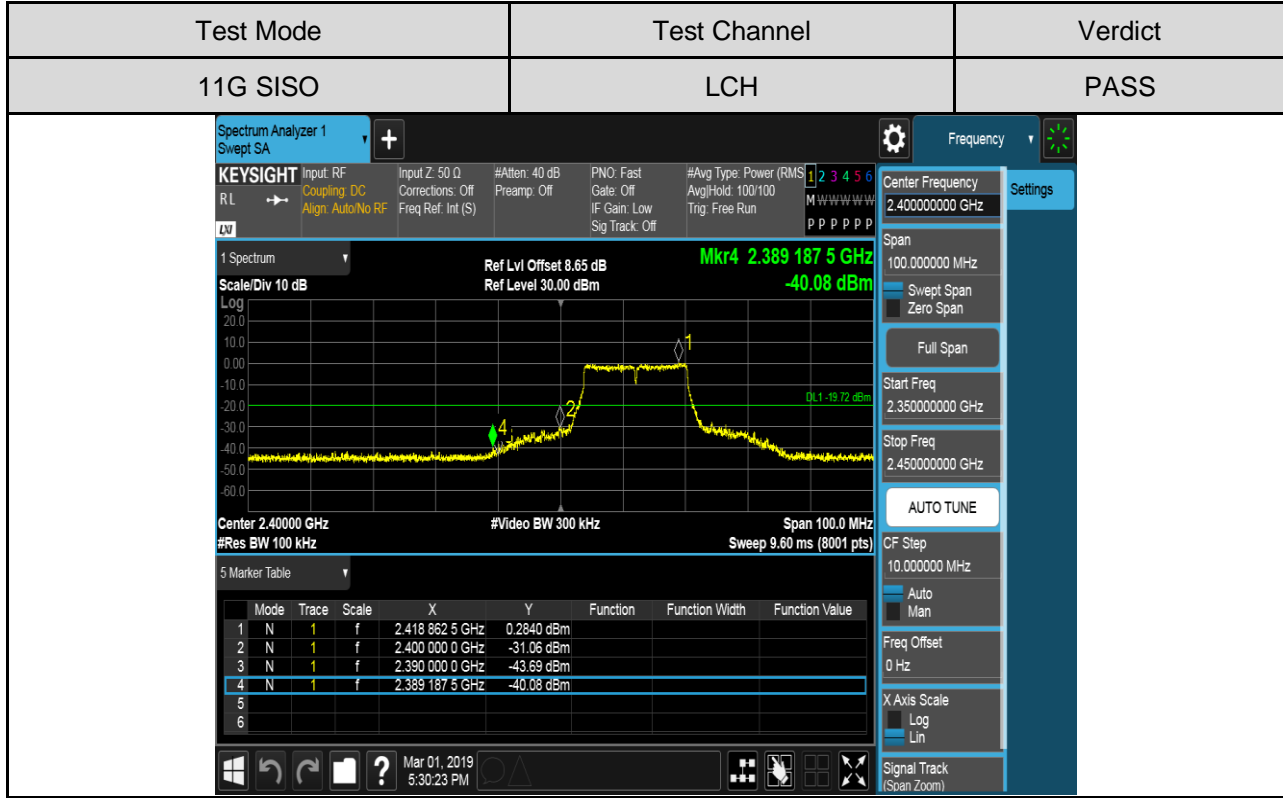 Test Mode Test Channel Verdict
11G SISO LCH PASS
Spectrum Analyzer 1
Swept SA
+
Frequency
KEYSIGHT
RL
LXI
Input: RF
Coupling: DC
Align: Auto/No RF
Input Z: 50 Ω
Corrections: Off
Freq Ref: Int (S)
#Atten: 40 dB
Preamp: Off
PNO: Fast
Gate: Off
IF Gain: Low
Sig Track: Off
#Avg Type: Power (RMS
Avg|Hold: 100/100
Trig: Free Run
1 2 3 4 5 6
M W W W W W
P P P P P P
1 Spectrum
Scale/Div 10 dB
Ref Lvl Offset 8.65 dB
Ref Level 30.00 dBm
Mkr4 2.389 187 5 GHz
-40.08 dBm
Log
20.0
10.0
0.00
-10.0
-20.0
-30.0
-40.0
-50.0
-60.0
1
2
4
DL1 -19.72 dBm
Center 2.40000 GHz #Video BW 300 kHz Span 100.0 MHz
#Res BW 100 kHz Sweep 9.60 ms (8001 pts)
5 Marker Table
Mode Trace Scale X Y Function Function Width Function Value
1 N 1 f 2.418 862 5 GHz 0.2840 dBm
2 N 1 f 2.400 000 0 GHz -31.06 dBm
3 N 1 f 2.390 000 0 GHz -43.69 dBm
4 N 1 f 2.389 187 5 GHz -40.08 dBm
5
6
?
Mar 01, 2019
5:30:23 PM
Center Frequency
2.400000000 GHz
Settings
Span
100.000000 MHz
Swept Span
Zero Span
Full Span
Start Freq
2.350000000 GHz
Stop Freq
2.450000000 GHz
AUTO TUNE
CF Step
10.000000 MHz
Auto
Man
Freq Offset
0 Hz
X Axis Scale
Log
Lin
Signal Track
(Span Zoom)